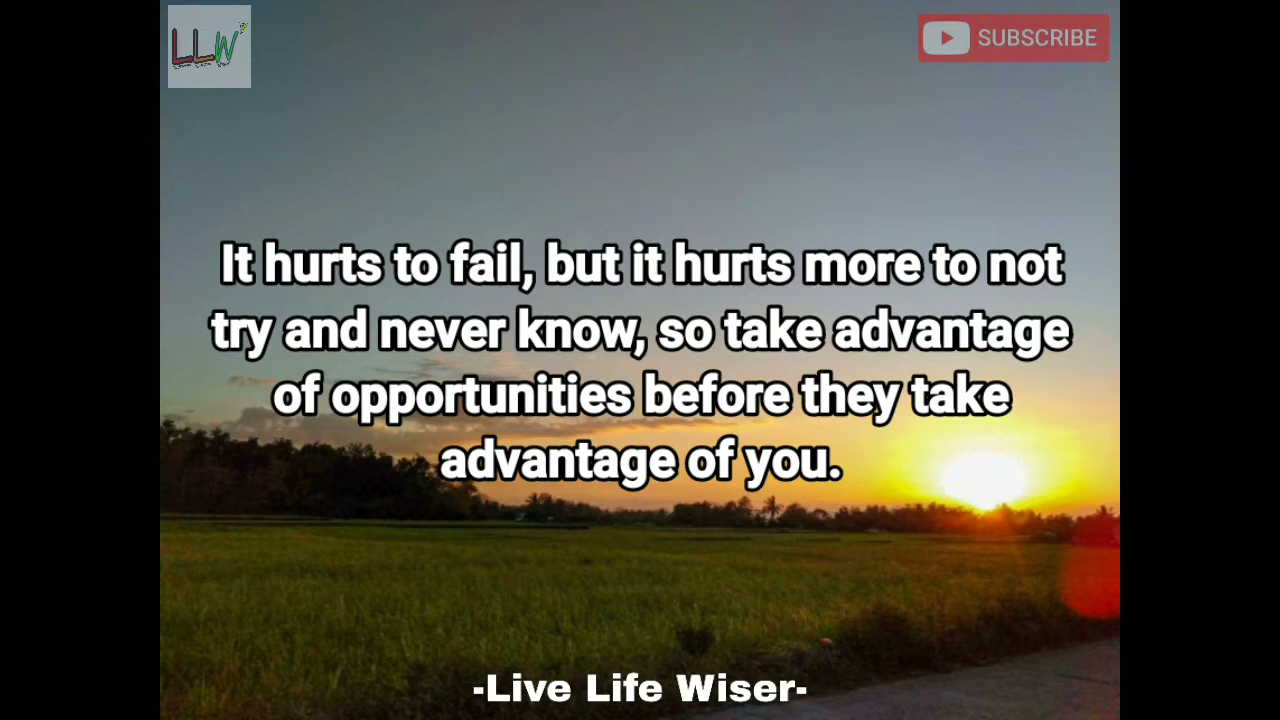 LLW
SUBSCRIBE
It hurts to fail, but it hurts more to not
try and never know, so take advantage
of opportunities before they take
advantage of you.
-Live Life Wiser-